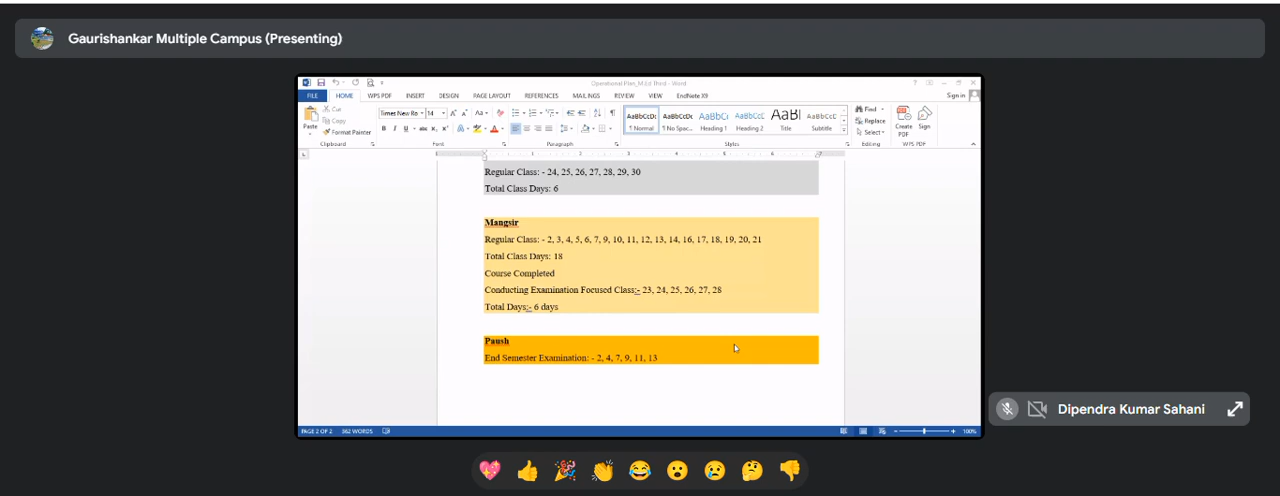 Gaurishankar Multiple Campus (Presenting)
Operational Plan_M.Ed Third - Word
FILE HOME WPS PDF INSERT DESIGN PAGE LAYOUT REFERENCES MAILINGS REVIEW VIEW EndNote X9 Sign in
Paste
Cut
Copy
Format Painter
Clipboard
Times New Ro 14
Font
Paragraph
AaBbCcDc AaBbCcDc AaBbCc AaBbCcC AaBl AaBbCcC
¶ Normal ¶ No Spac... Heading 1 Heading 2 Title Subtitle
Styles
Find
Replace
Select
Editing
Create PDF
Sign
WPS PDF
Regular Class: - 24, 25, 26, 27, 28, 29, 30
Total Class Days: 6
Mangsir
Regular Class: - 2, 3, 4, 5, 6, 7, 9, 10, 11, 12, 13, 14, 16, 17, 18, 19, 20, 21
Total Class Days: 18
Course Completed
Conducting Examination Focused Class:- 23, 24, 25, 26, 27, 28
Total Days:- 6 days
Paush
End Semester Examination: - 2, 4, 7, 9, 11, 13
PAGE 2 OF 2 562 WORDS 100%
Dipendra Kumar Sahani